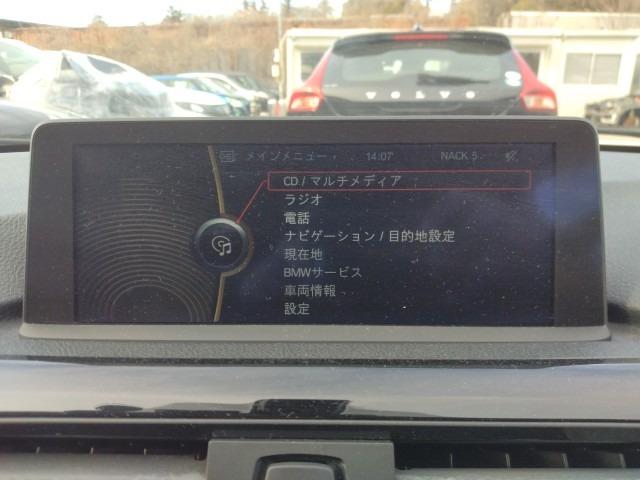 VOLVO
メインメニュー 14:07 NACK 5
CD / マルチメディア
ラジオ
電話
ナビゲーション / 目的地設定
現在地
BMWサービス
車両情報
設定